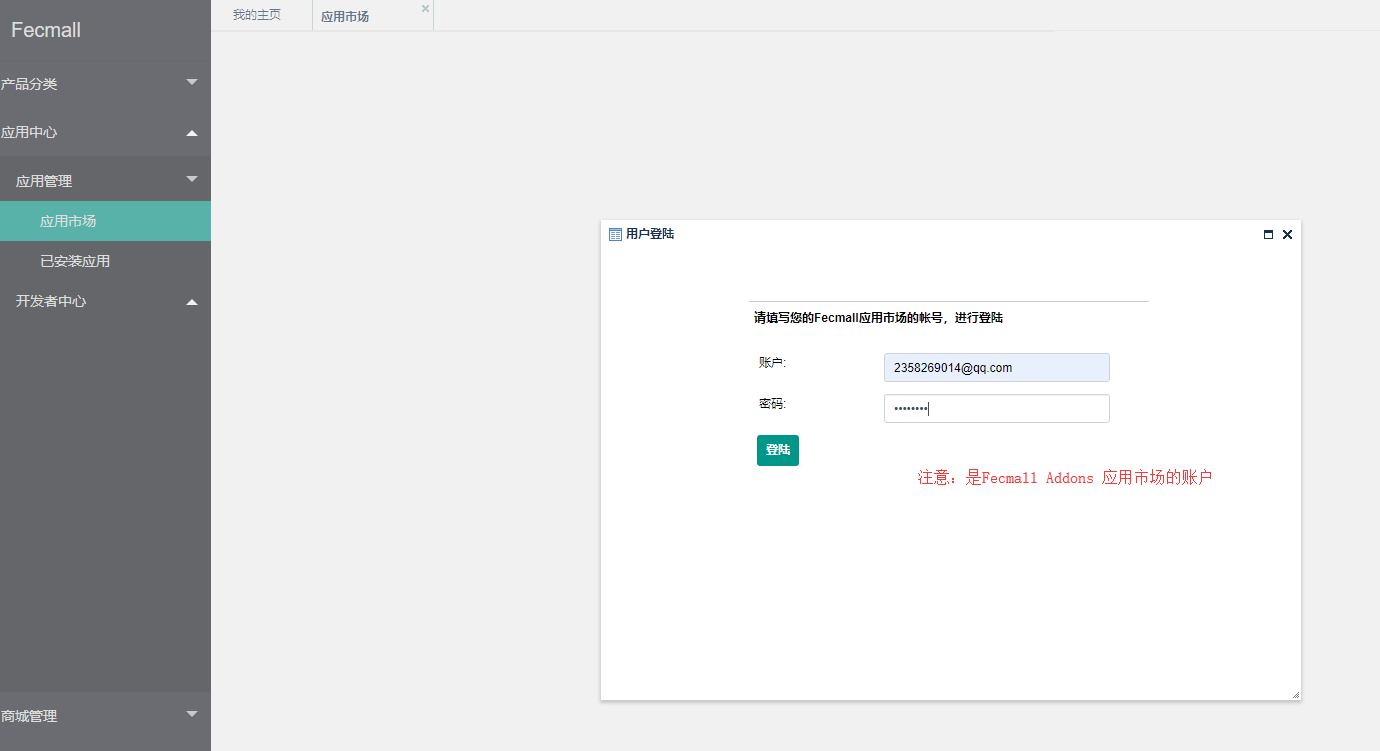 Fecmall
我的主页
应用市场
产品分类
应用中心
应用管理
应用市场
已安装应用
开发者中心
商城管理
用户登陆
请填写您的Fecmall应用市场的帐号，进行登陆
账户:
2358269014@qq.com
密码:
••••••••
登陆
注意：是Fecmall Addons 应用市场的账户